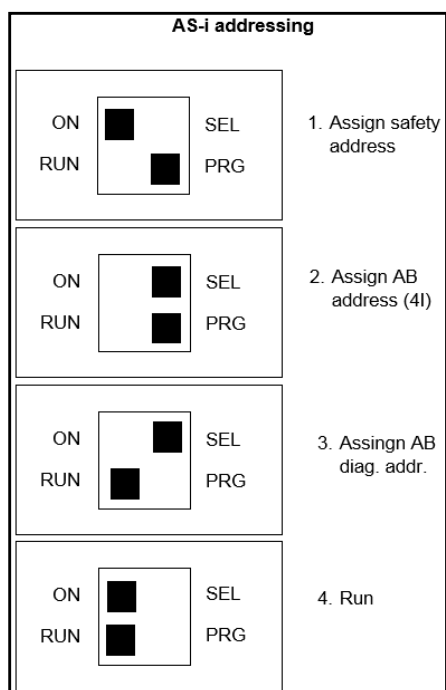 AS-i addressing
ON SEL
RUN PRG
1. Assign safety
address
ON SEL
RUN PRG
2. Assign AB
address (4I)
ON SEL
RUN PRG
3. Assingn AB
diag. addr.
ON SEL
RUN PRG
4. Run